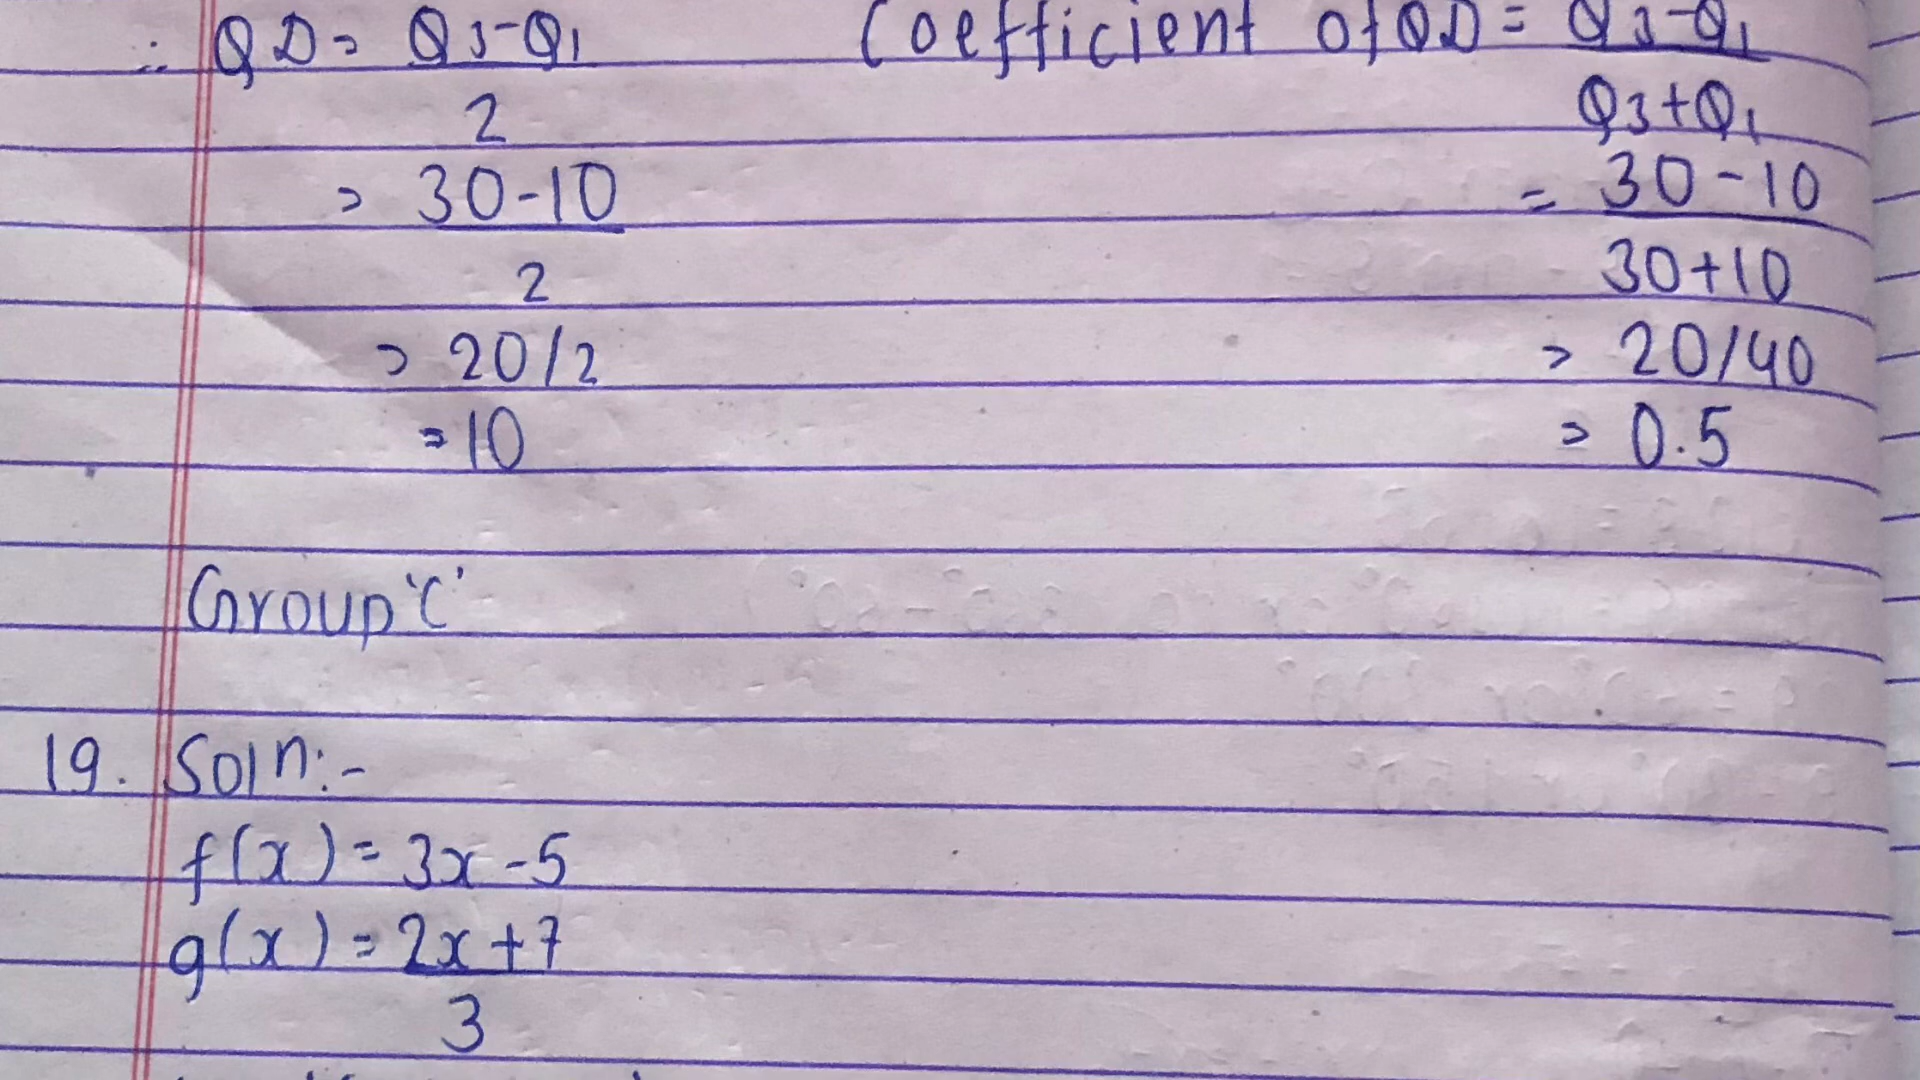 ∴ QD = Q3-Q1 Coefficient of QD = Q3-Q1
2 Q3+Q1
= 30-10 = 30-10
2 30+10
= 20/2 = 20/40
= 10 = 0.5
Group 'C'
19. Soln:-
f(x) = 3x-5
g(x) = 2x+7
3